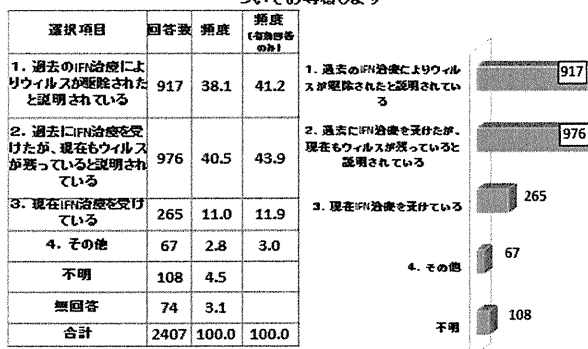 ついてお尋ねします
選択項目 回答数 頻度 頻度
(有効回答
のみ)
1. 過去のIFN治療によ
りウィルスが駆除された
と説明されている 917 38.1 41.2
2. 過去にIFN治療を受
けたが、現在もウィルス
が残っていると説明され
ている 976 40.5 43.9
3. 現在IFN治療を受け
ている 265 11.0 11.9
4. その他 67 2.8 3.0
不明 108 4.5
無回答 74 3.1
合計 2407 100.0 100.0
1. 過去のIFN治療によりウィル
スが駆除されたと説明されてい
る
917
2. 過去にIFN治療を受けたが、
現在もウィルスが残っていると
説明されている
976
3. 現在IFN治療を受けている
265
4. その他
67
不明
108